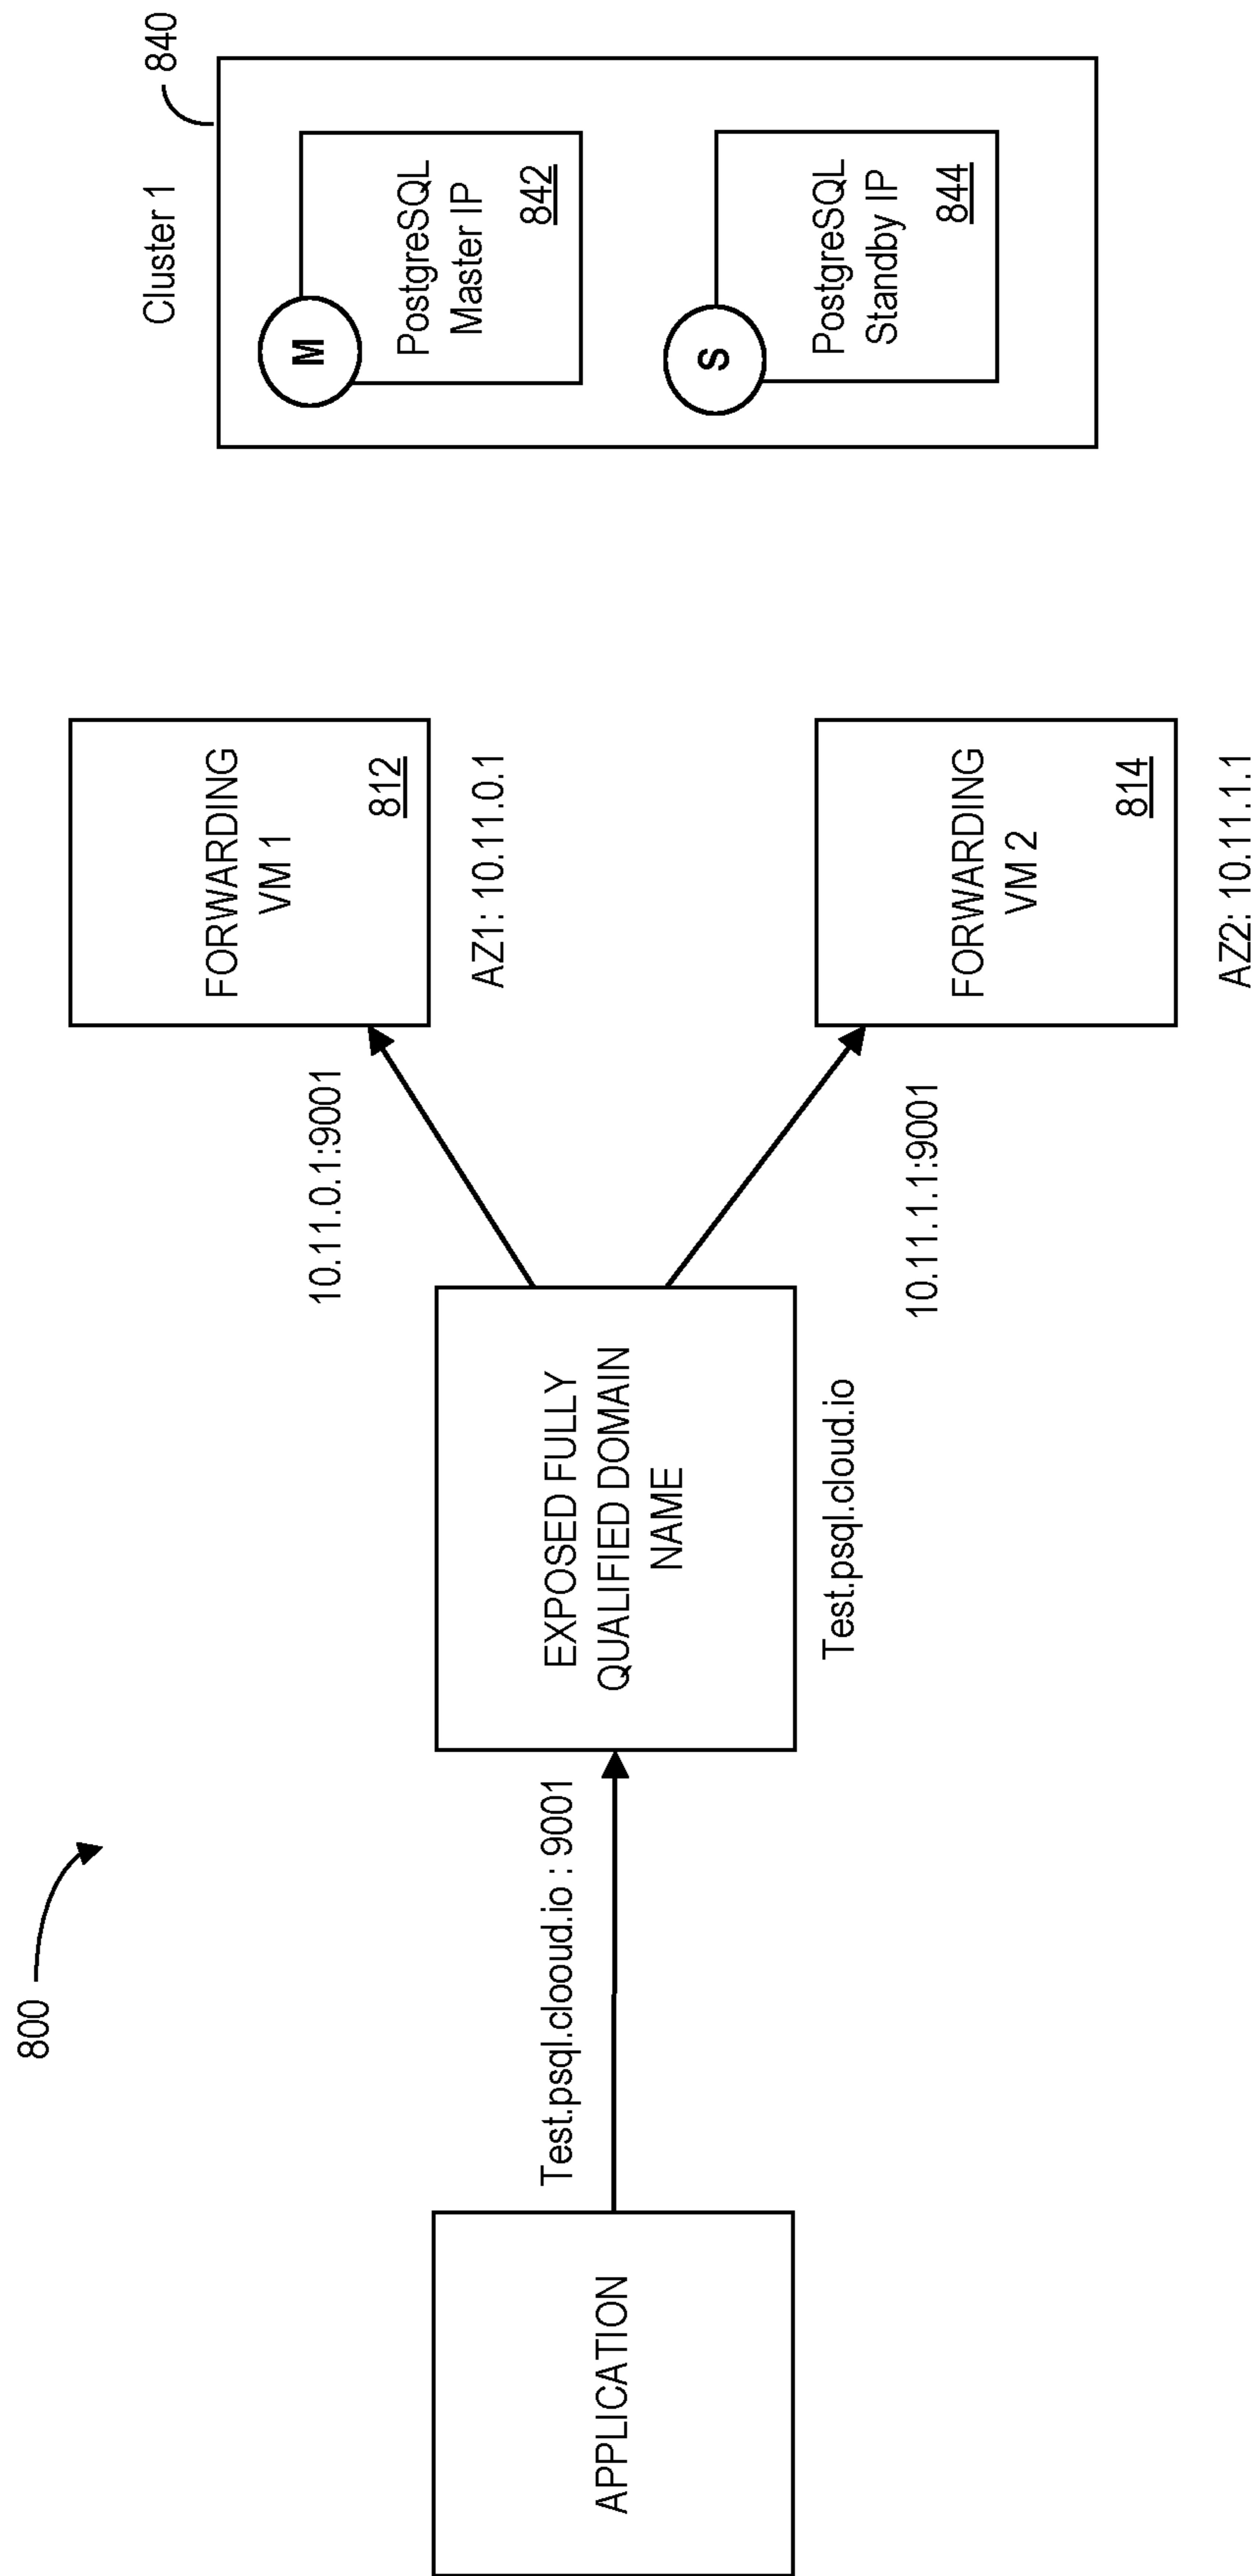 800
APPLICATION
Test.psql.clooud.io : 9001
EXPOSED FULLY
QUALIFIED DOMAIN
NAME
Test.psql.cloud.io
10.11.0.1:9001
10.11.1.1:9001
FORWARDING
VM 1
812
AZ1: 10.11.0.1
FORWARDING
VM 2
814
AZ2: 10.11.1.1
Cluster 1
840
M
PostgreSQL
Master IP
842
S
PostgreSQL
Standby IP
844